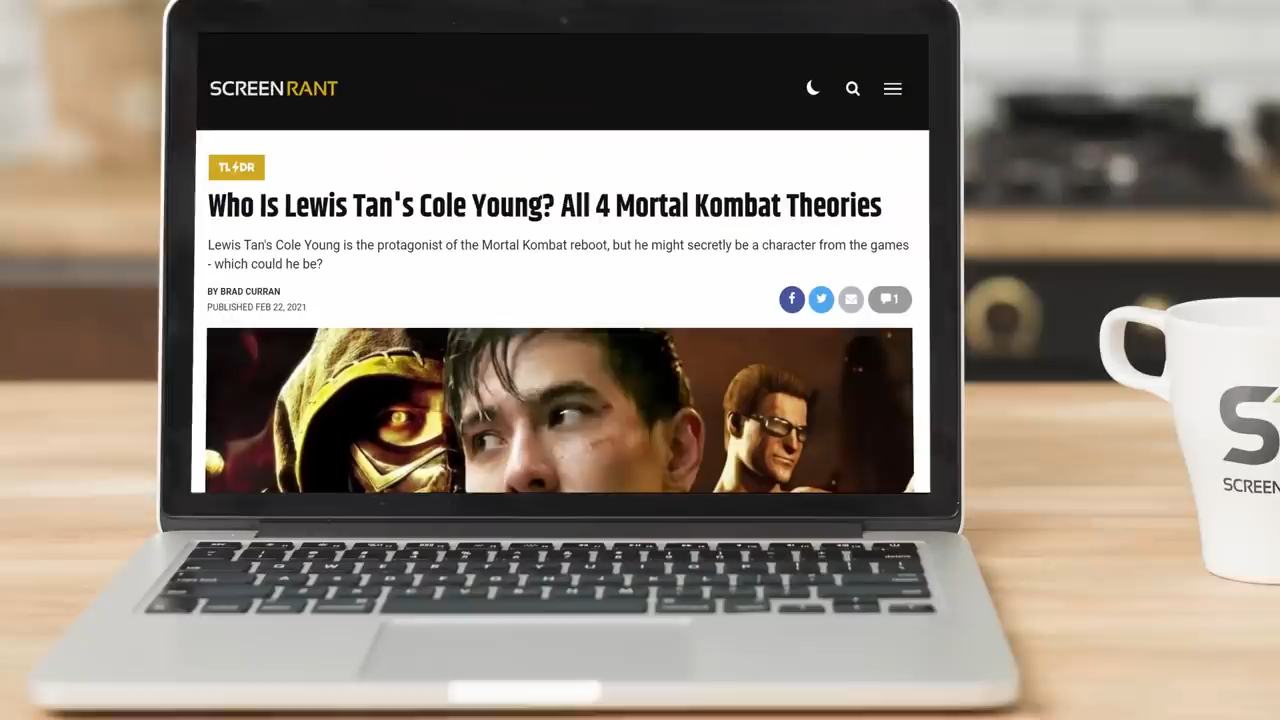 SCREENRANT
TL DR
Who Is Lewis Tan's Cole Young? All 4 Mortal Kombat Theories
Lewis Tan's Cole Young is the protagonist of the Mortal Kombat reboot, but he might secretly be a character from the games
- which could he be?
BY BRAD CURRAN
PUBLISHED FEB 22, 2021
1
S
SCREEN